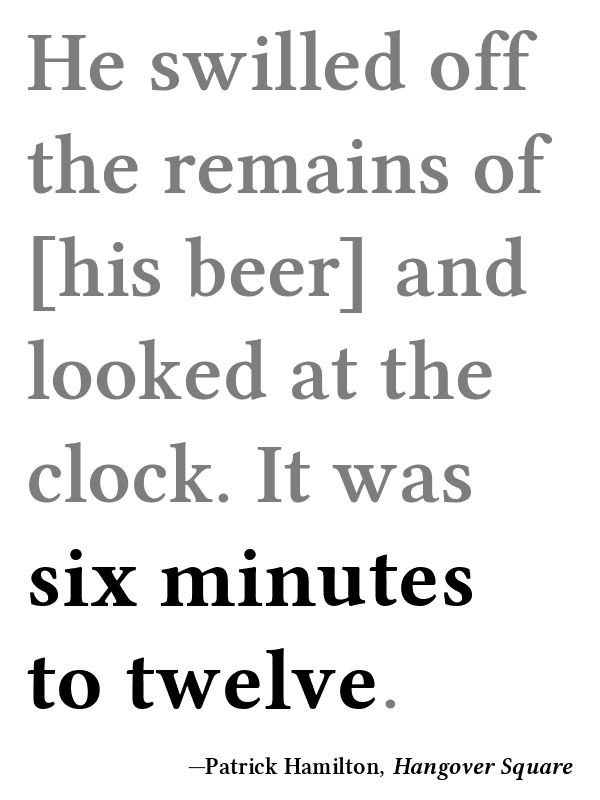 He swilled off
the remains of
[his beer] and
looked at the
clock. It was
six minutes
to twelve.
—Patrick Hamilton, Hangover Square